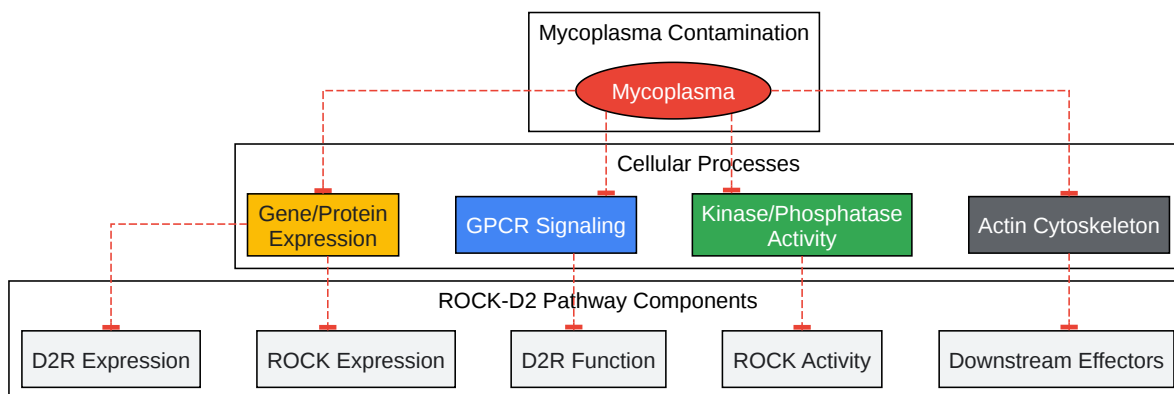 Mycoplasma Contamination
Mycoplasma
Cellular Processes
Gene/Protein
Expression
GPCR Signaling
Kinase/Phosphatase
Activity
Actin Cytoskeleton
ROCK-D2 Pathway Components
D2R Expression
ROCK Expression
D2R Function
ROCK Activity
Downstream Effectors